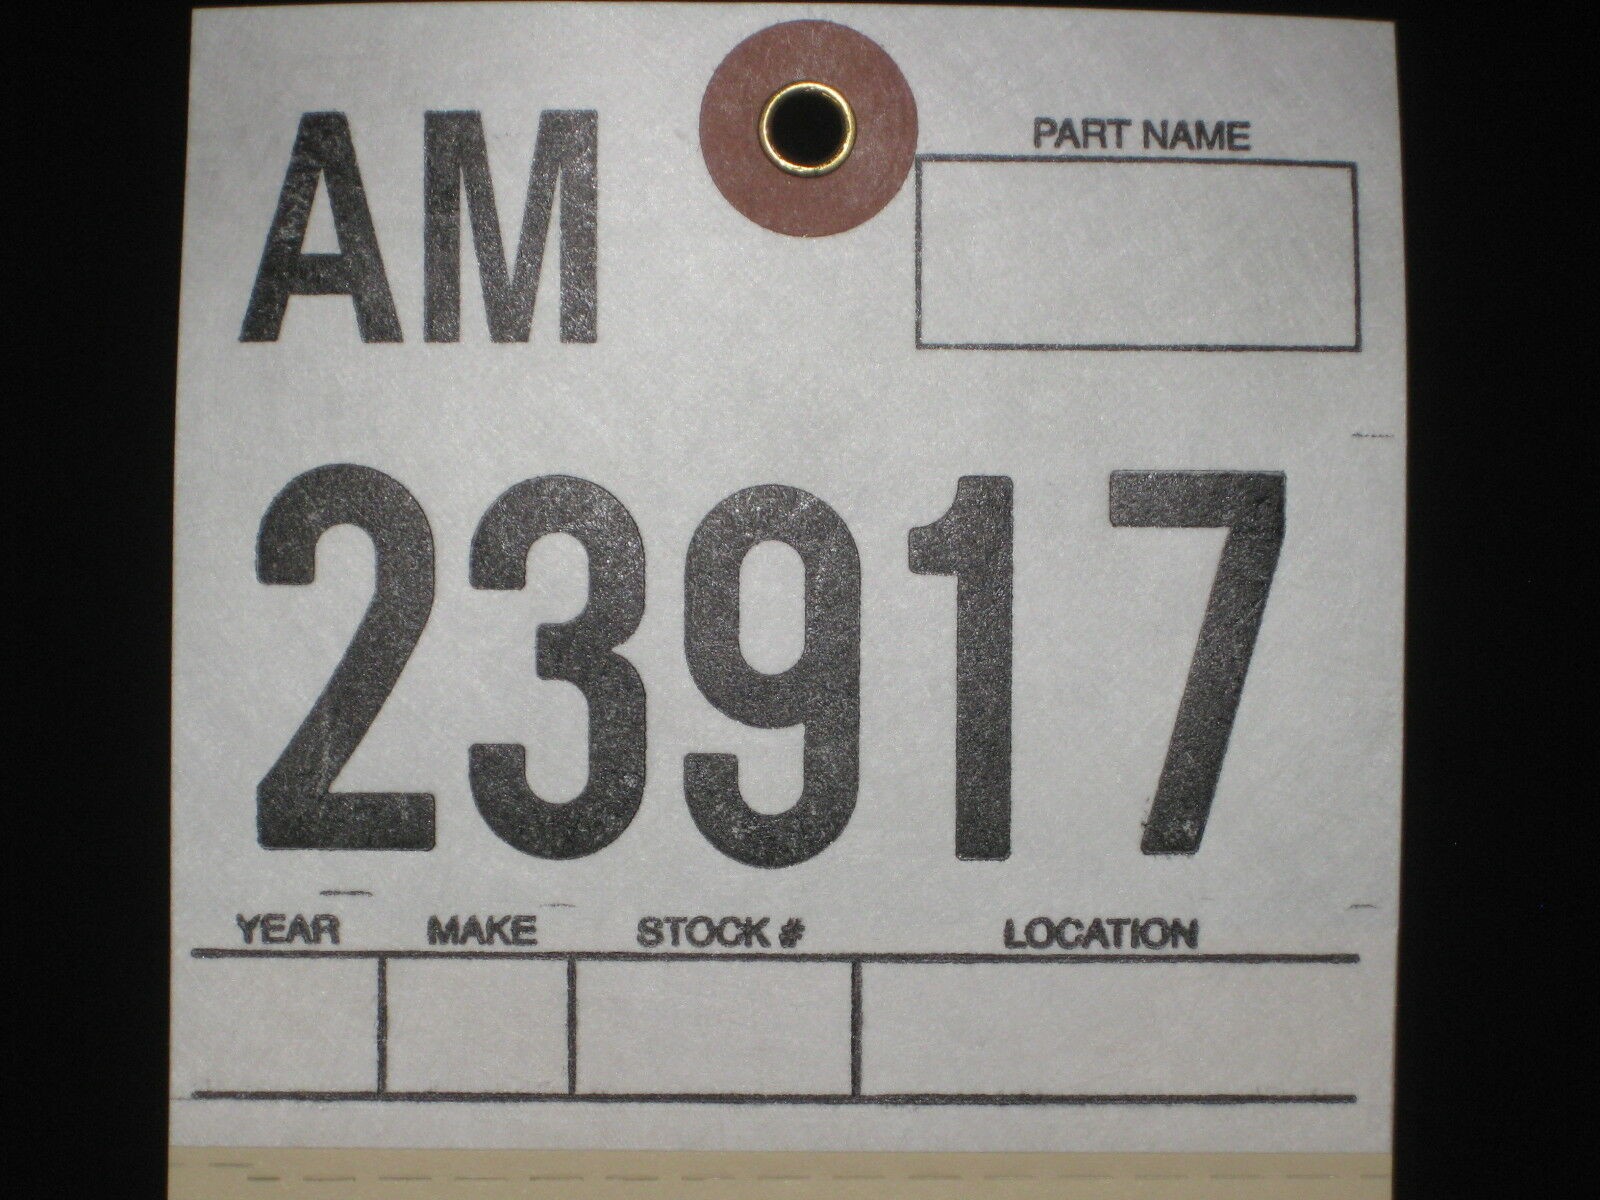 AM
PART NAME
23917
YEAR MAKE STOCK # LOCATION